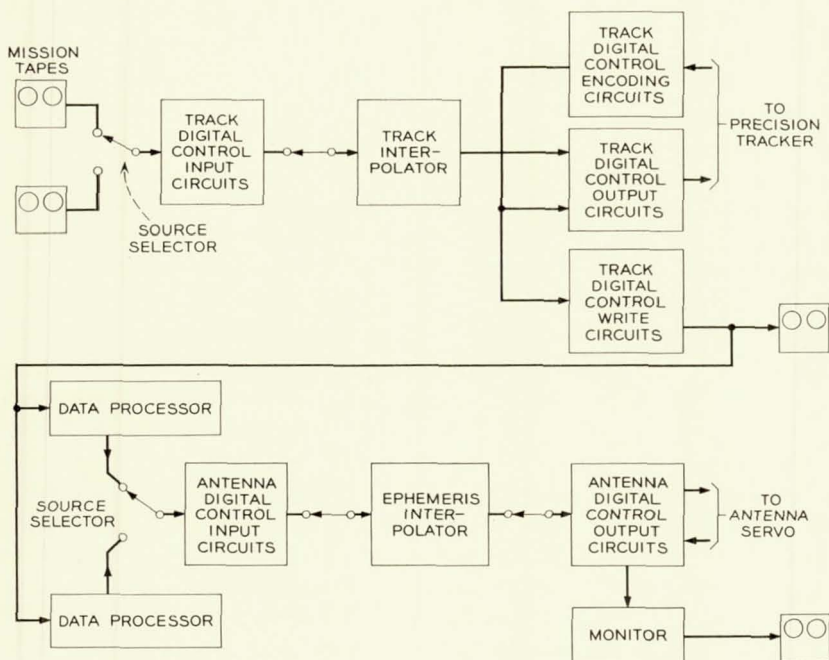 MISSION
TAPES
SOURCE
SELECTOR
TRACK
DIGITAL
CONTROL
INPUT
CIRCUITS
TRACK
INTER-
POLATOR
TRACK
DIGITAL
CONTROL
ENCODING
CIRCUITS
TRACK
DIGITAL
CONTROL
OUTPUT
CIRCUITS
TO
PRECISION
TRACKER
TRACK
DIGITAL
CONTROL
WRITE
CIRCUITS
DATA PROCESSOR
SOURCE
SELECTOR
DATA PROCESSOR
ANTENNA
DIGITAL
CONTROL
INPUT
CIRCUITS
EPHEMERIS
INTER-
POLATOR
ANTENNA
DIGITAL
CONTROL
OUTPUT
CIRCUITS
TO
ANTENNA
SERVO
MONITOR